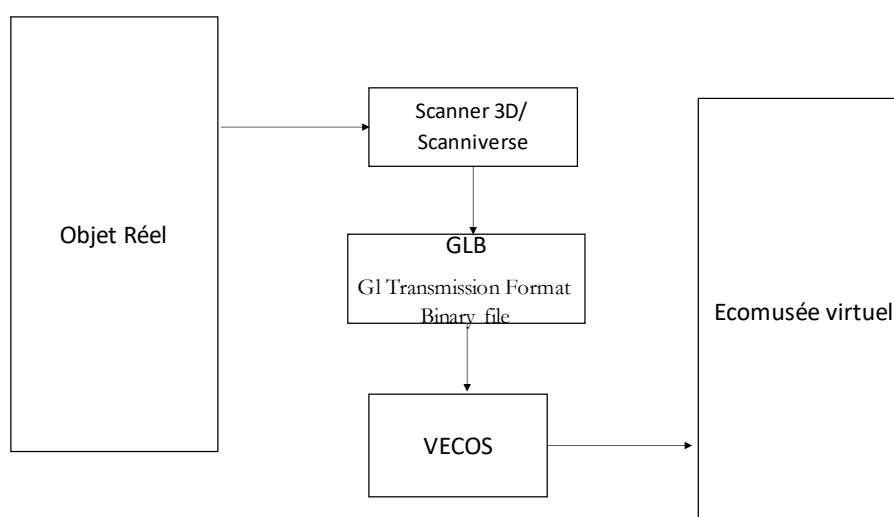 Objet Réel
Scanner 3D/
Scanniverse
GLB
Gl Transmission Format
Binary file
VECOS
Ecomusée virtuel